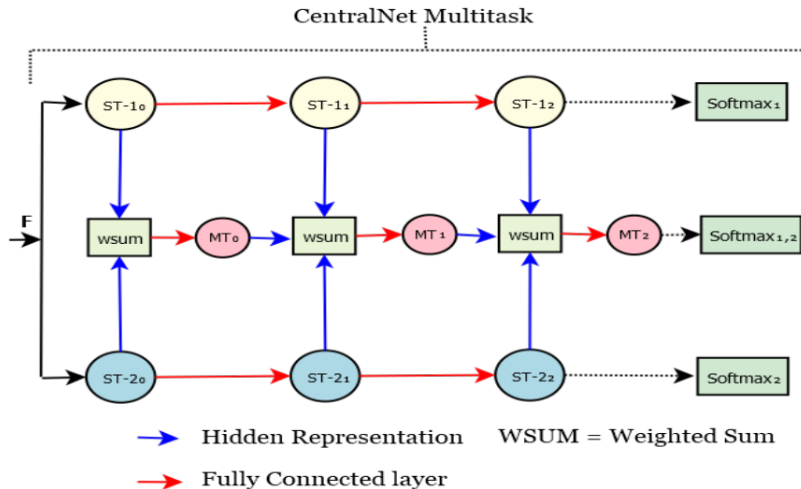 CentralNet Multitask
ST-1₀ ST-1₁ ST-1₂ Softmax₁
F
wsum MT₀ wsum MT₁ wsum MT₂ Softmax₁,₂
ST-2₀ ST-2₁ ST-2₂ Softmax₂
Hidden Representation WSUM = Weighted Sum
Fully Connected layer